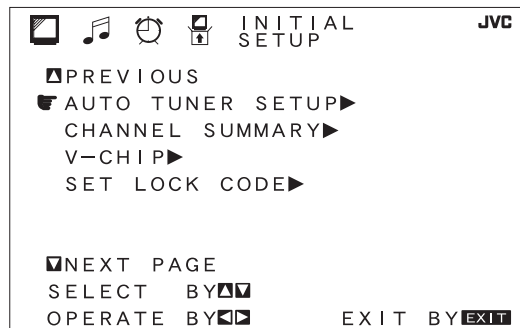 INITIAL SETUP
JVC
▲PREVIOUS
AUTO TUNER SETUP▶
CHANNEL SUMMARY▶
V-CHIP▶
SET LOCK CODE▶
▼NEXT PAGE
SELECT BY▲▼
OPERATE BY◀▶
EXIT BY EXIT